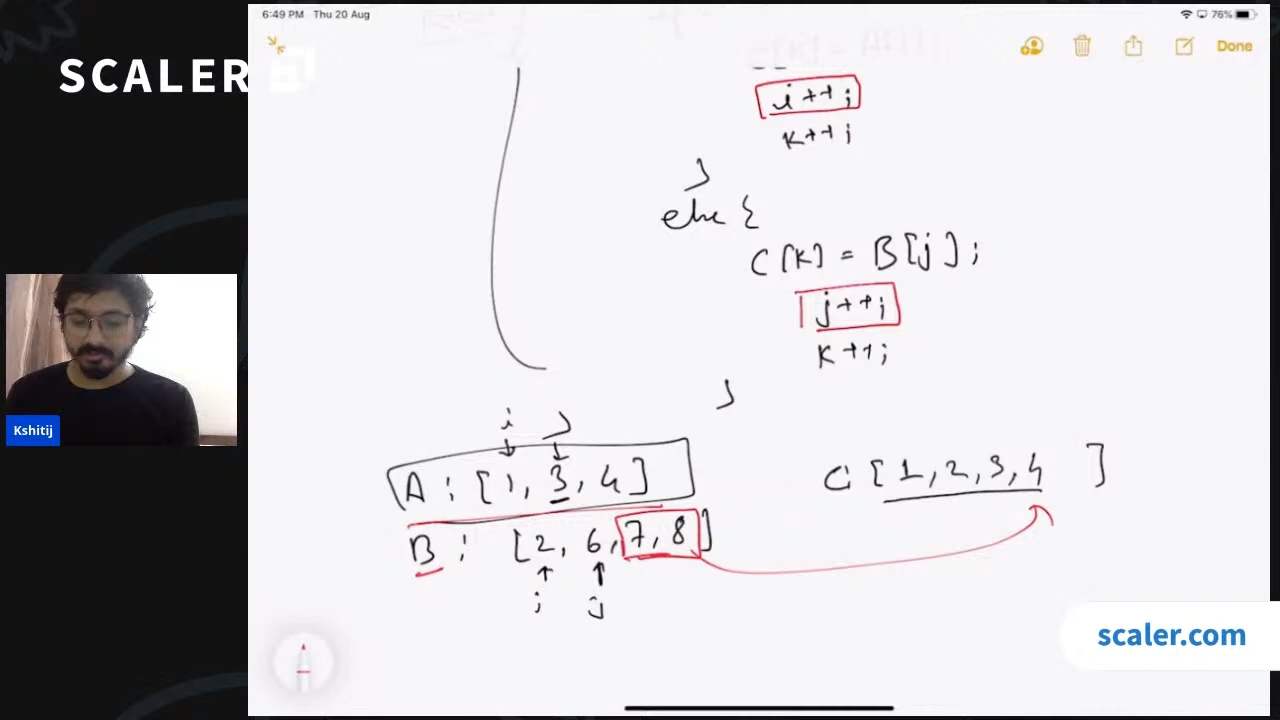 6:49 PM Thu 20 Aug
76%
Done
SCALER
i++;
k++;
}
else {
C[K] = B[j];
j++;
K++;
}
i
A : [1, 3, 4]
C: [1, 2, 3, 4 ]
B : [2, 6, 7, 8]
j
Kshitij
scaler.com